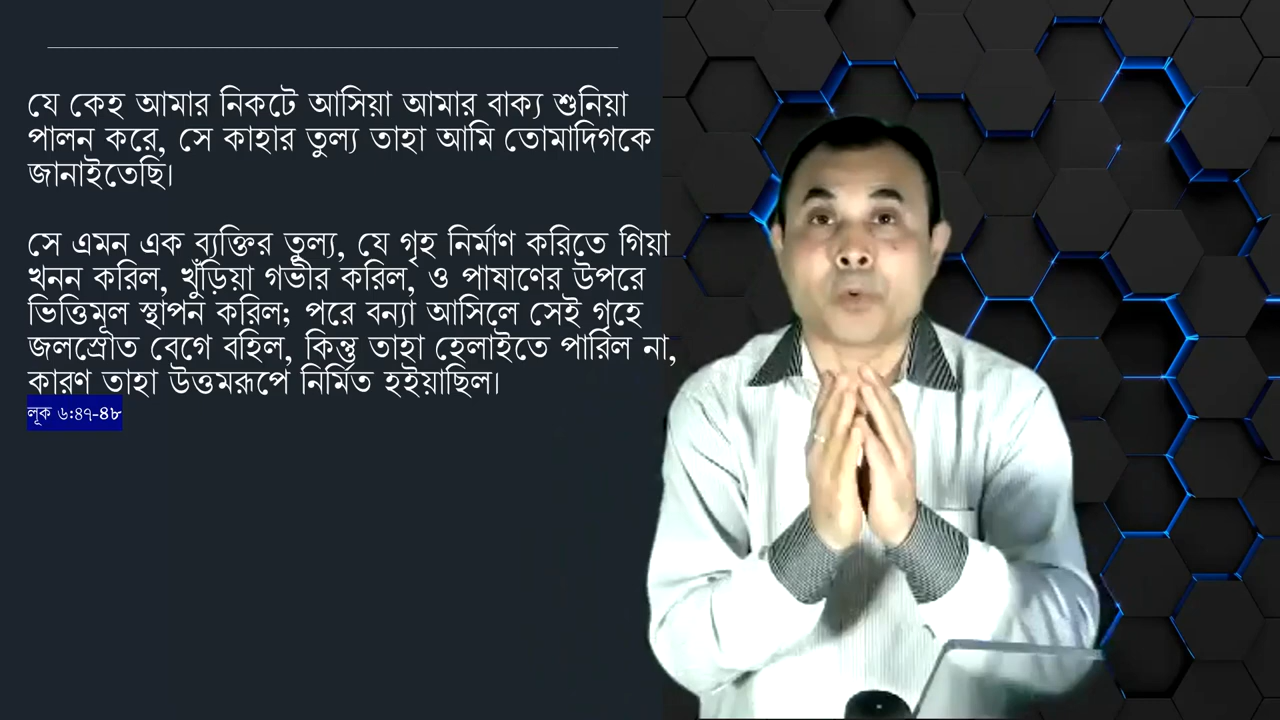 যে কেহ আমার নিকটে আসিয়া আমার বাক্য শুনিয়া
পালন করে, সে কাহার তুল্য তাহা আমি তোমাদিগকে
জানাইতেছি।
সে এমন এক ব্যক্তির তুল্য, যে গৃহ নির্মাণ করিতে গিয়া
খনন করিল, খুঁড়িয়া গভীর করিল, ও পাষাণের উপরে
ভিত্তিমূল স্থাপন করিল; পরে বন্যা আসিলে সেই গৃহে
জলস্রোত বেগে বহিল, কিন্তু তাহা হেলাইতে পারিল না,
কারণ তাহা উত্তমরূপে নির্মিত হইয়াছিল।
লূক ৬:৪৭-৪৮